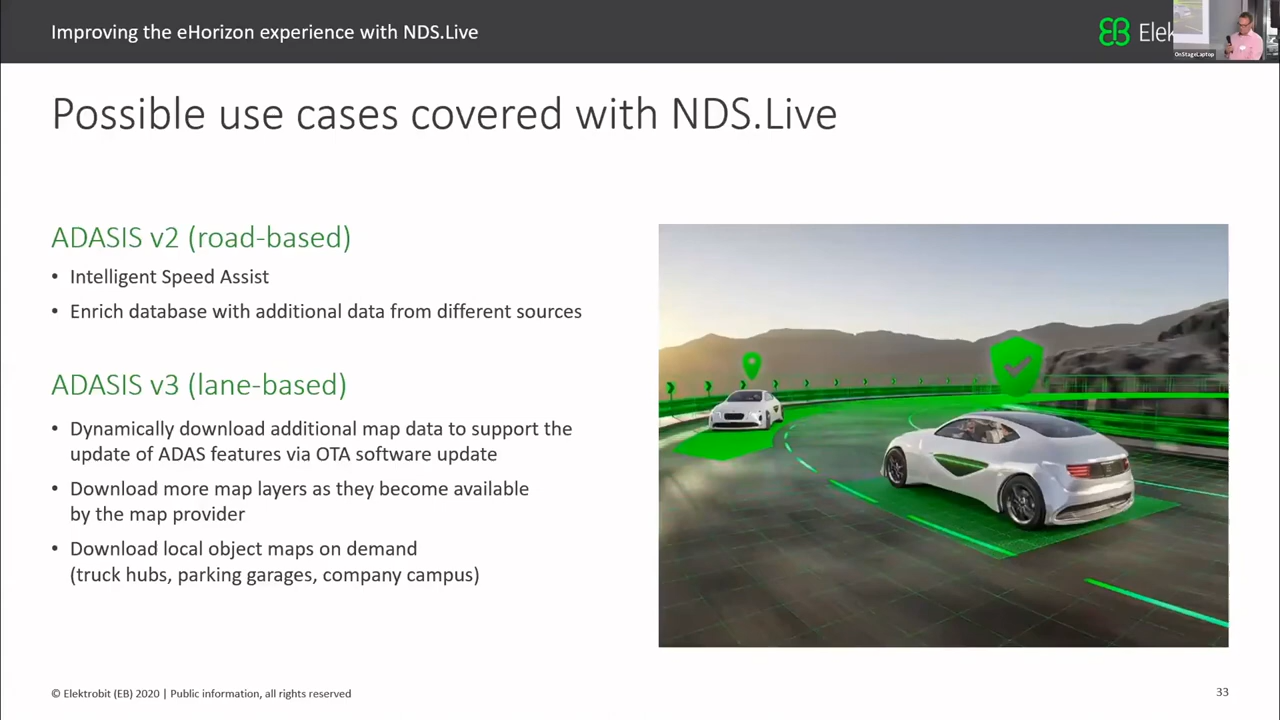 Improving the eHorizon experience with NDS.Live
Possible use cases covered with NDS.Live
ADASIS v2 (road-based)
• Intelligent Speed Assist
• Enrich database with additional data from different sources
ADASIS v3 (lane-based)
• Dynamically download additional map data to support the
update of ADAS features via OTA software update
• Download more map layers as they become available
by the map provider
• Download local object maps on demand
(truck hubs, parking garages, company campus)
OnStageLaptop
© Elektrobit (EB) 2020 | Public information, all rights reserved
33